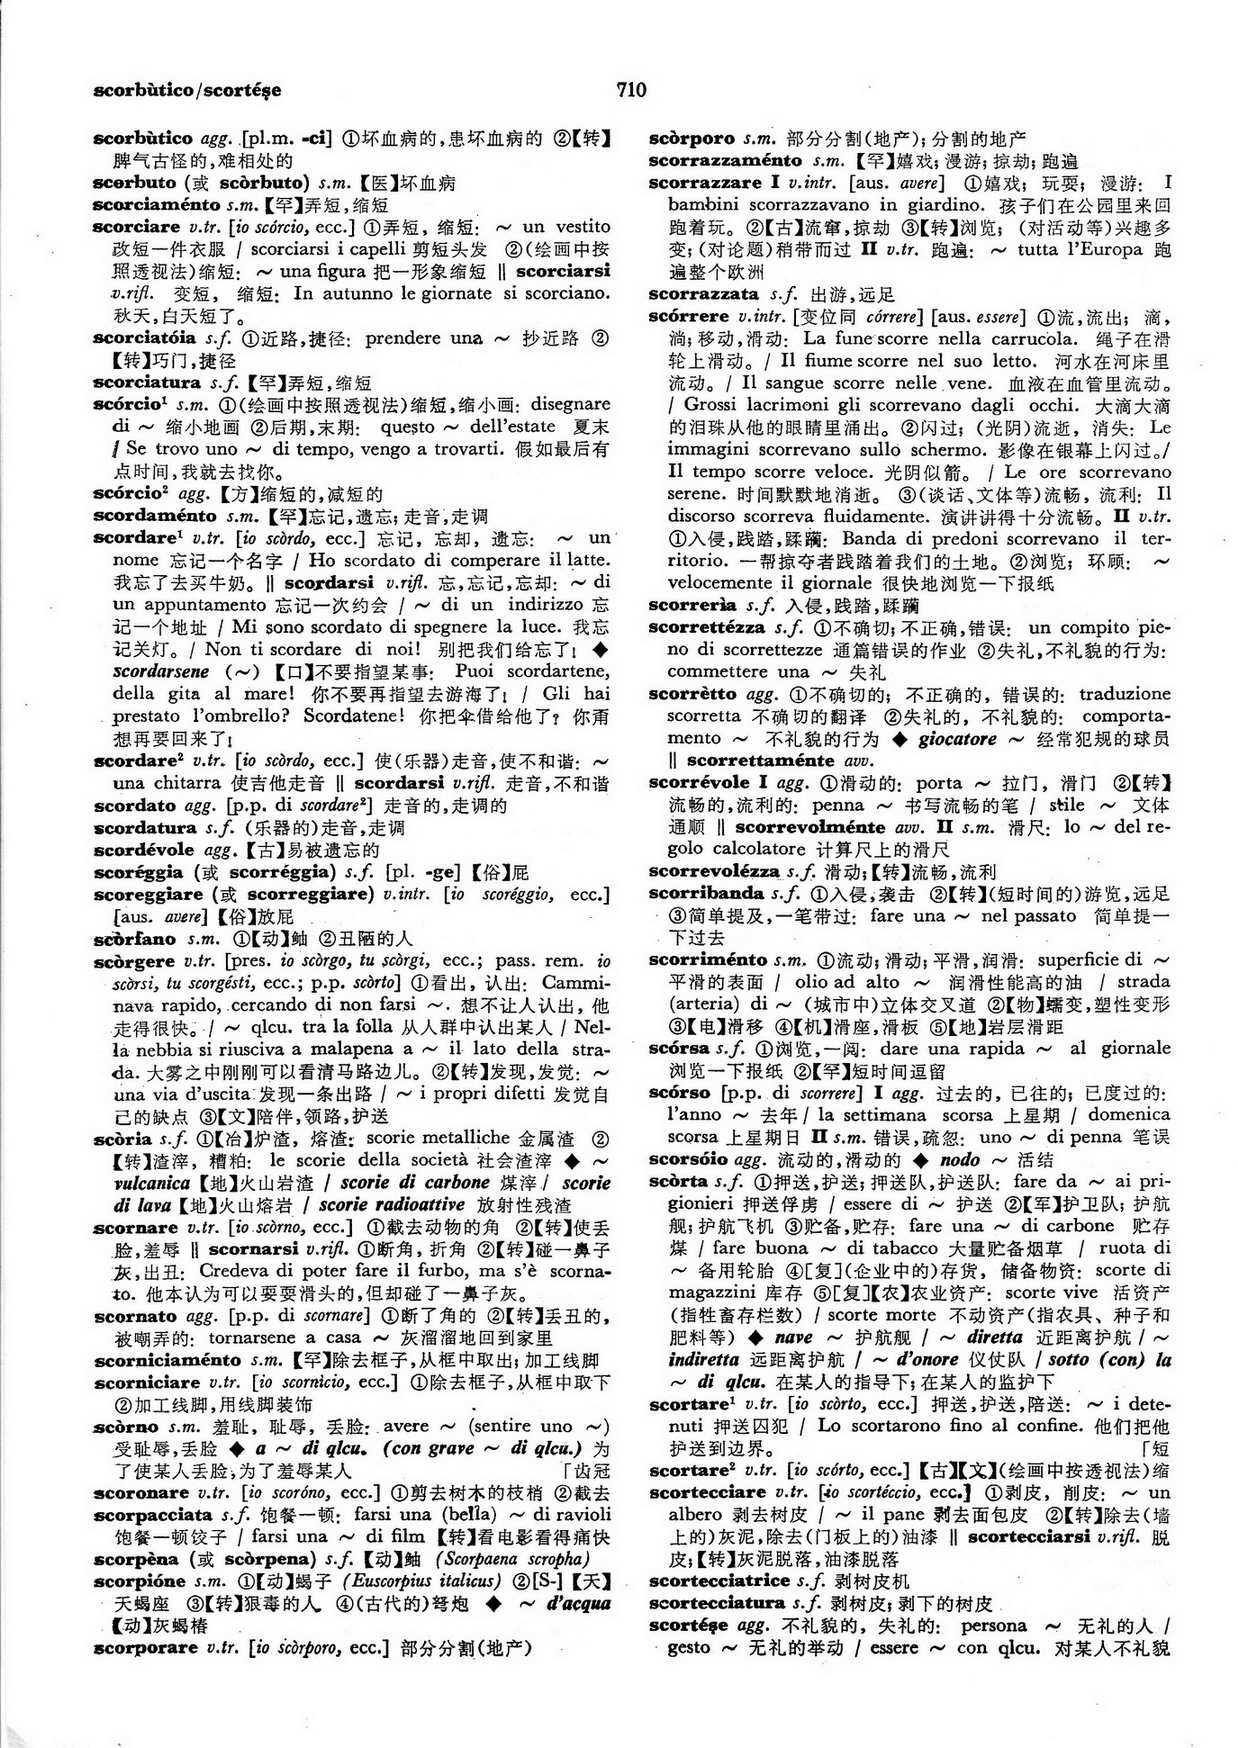 scorbùtico/scortése
710
scorbùtico agg. [pl.m. -ci] ①坏血病的,患坏血病的 ②【转】
脾气古怪的,难相处的
scorbuto (或 scòrbuto) s.m.【医】坏血病
scorciaménto s.m.【罕】弄短,缩短
scorciare v.tr. [io scórcio, ecc.] ①弄短, 缩短: ～ un vestito
改短一件衣服 / scorciarsi i capelli 剪短头发 ②(绘画中按
照透视法)缩短: ～ una figura 把一形象缩短 ‖ scorciarsi
v.rifl. 变短, 缩短: In autunno le giornate si scorciano.
秋天,白天短了。
scorciatóia s.f. ①近路,捷径: prendere una ～ 抄近路 ②
【转】巧门,捷径
scorciatura s.f.【罕】弄短,缩短
scórcio¹ s.m. ①(绘画中按照透视法)缩短,缩小画: disegnare
di ～ 缩小地画 ②后期,末期: questo ～ dell'estate 夏末
/ Se trovo uno ～ di tempo, vengo a trovarti. 假如最后有
点时间,我就去找你。
scórcio² agg.【方】缩短的,减短的
scordaménto s.m.【罕】忘记,遗忘; 走音,走调
scordare¹ v.tr. [io scòrdo, ecc.] 忘记, 忘却, 遗忘: ～ un
nome 忘记一个名字 / Ho scordato di comperare il latte.
我忘了去买牛奶。‖ scordarsi v.rifl. 忘,忘记,忘却: ～ di
un appuntamento 忘记一次约会 / ～ di un indirizzo 忘
记一个地址 / Mi sono scordato di spegnere la luce. 我忘
记关灯。/ Non ti scordare di noi! 别把我们给忘了! ◆
scordarsene (～)【口】不要指望某事: Puoi scordartene,
della gita al mare! 你不要再指望去游海了! / Gli hai
prestato l'ombrello? Scordatene! 你把伞借给他了? 你甭
想再要回来了!
scordare² v.tr. [io scòrdo, ecc.] 使(乐器)走音,使不和谐: ～
una chitarra 使吉他走音 ‖ scordarsi v.rifl. 走音,不和谐
scordato agg. [p.p. di scordare²] 走音的,走调的
scordatura s.f. (乐器的)走音,走调
scordévole agg.【古】易被遗忘的
scoréggia (或 scorréggia) s.f. [pl. -ge]【俗】屁
scoreggiare (或 scorreggiare) v.intr. [io scoréggio, ecc.]
[aus. avere]【俗】放屁
scòrfano s.m. ①【动】鲉 ②丑陋的人
scòrgere v.tr. [pres. io scòrgo, tu scòrgi, ecc.; pass. rem. io
scòrsi, tu scorgésti, ecc.; p.p. scòrto] ①看出, 认出: Cammi-
nava rapido, cercando di non farsi ～. 想不让人认出, 他
走得很快。/ ～ qlcu. tra la folla 从人群中认出某人 / Nel-
la nebbia si riusciva a malapena a ～ il lato della stra-
da. 大雾之中刚刚可以看清马路边儿。②【转】发现,发觉: ～
una via d'uscita 发现一条出路 / ～ i propri difetti 发觉自
己的缺点 ③【文】陪伴,领路,护送
scòria s.f. ①【冶】炉渣, 熔渣: scorie metalliche 金属渣 ②
【转】渣滓, 糟粕: le scorie della società 社会渣滓 ◆ ～
vulcanica【地】火山岩渣 / scorie di carbone 煤滓 / scorie
di lava【地】火山熔岩 / scorie radioattive 放射性残渣
scornare v.tr. [io scòrno, ecc.] ①截去动物的角 ②【转】使丢
脸,羞辱 ‖ scornarsi v.rifl. ①断角, 折角 ②【转】碰一鼻子
灰,出丑: Credeva di poter fare il furbo, ma s'è scorna-
to. 他本认为可以要耍滑头的,但却碰了一鼻子灰。
scornato agg. [p.p. di scornare] ①断了角的 ②【转】丢丑的,
被嘲弄的: tornarsene a casa ～ 灰溜溜地回到家里
scorniciaménto s.m.【罕】除去框子,从框中取出; 加工线脚
scorniciare v.tr. [io scornìcio, ecc.] ①除去框子,从框中取下
②加工线脚,用线脚装饰
scòrno s.m. 羞耻, 耻辱, 丢脸: avere ～ (sentire uno ～)
受耻辱,丢脸 ◆ a ～ di qlcu. (con grave ～ di qlcu.) 为
了使某人丢脸,为了羞辱某人 「齿冠
scoronare v.tr. [io scoróno, ecc.] ①剪去树木的枝梢 ②截去
scorpacciata s.f. 饱餐一顿: farsi una (bella) ～ di ravioli
饱餐一顿饺子 / farsi una ～ di film【转】看电影看得痛快
scorpèna (或 scòrpena) s.f.【动】鲉 (Scorpaena scropha)
scorpióne s.m. ①【动】蝎子 (Euscorpius italicus) ②[S-]【天】
天蝎座 ③【转】狠毒的人 ④(古代的)弩炮 ◆ ～ d'acqua
【动】灰蝎蝽
scorporare v.tr. [io scòrporo, ecc.] 部分分割(地产)
scòrporo s.m. 部分分割(地产); 分割的地产
scorrazzaménto s.m.【罕】嬉戏; 漫游; 掠劫; 跑遍
scorrazzare I v.intr. [aus. avere] ①嬉戏; 玩耍; 漫游: I
bambini scorrazzavano in giardino. 孩子们在公园里来回
跑着玩。②【古】流窜,掠劫 ③【转】浏览; (对活动等)兴趣多
变;(对论题)稍带而过 II v.tr. 跑遍: ～ tutta l'Europa 跑
遍整个欧洲
scorrazzata s.f. 出游,远足
scórrere v.intr. [变位同 córrere] [aus. essere] ①流,流出; 滴,
淌;移动,滑动: La fune scorre nella carrucola. 绳子在滑
轮上滑动。/ Il fiume scorre nel suo letto. 河水在河床里
流动。/ Il sangue scorre nelle vene. 血液在血管里流动。
/ Grossi lacrimoni gli scorrevano dagli occhi. 大滴大滴
的泪珠从他的眼睛里涌出。②闪过; (光阴)流逝, 消失: Le
immagini scorrevano sullo schermo. 影像在银幕上闪过。/
Il tempo scorre veloce. 光阴似箭。 / Le ore scorrevano
serene. 时间默默地消逝。 ③(谈话、文体等)流畅, 流利: Il
discorso scorreva fluidamente. 演讲讲得十分流畅。II v.tr.
①入侵,践踏,蹂躏: Banda di predoni scorrevano il ter-
ritorio. 一帮掠夺者践踏着我们的土地。②浏览; 环顾: ～
velocemente il giornale 很快地浏览一下报纸
scorrerìa s.f. 入侵,践踏,蹂躏
scorrettézza s.f. ①不确切;不正确,错误: un compito pie-
no di scorrettezze 通篇错误的作业 ②失礼,不礼貌的行为:
commettere una ～ 失礼
scorrètto agg. ①不确切的; 不正确的, 错误的: traduzione
scorretta 不确切的翻译 ②失礼的, 不礼貌的: comporta-
mento ～ 不礼貌的行为 ◆ giocatore ～ 经常犯规的球员
‖ scorrettaménte avv.
scorrévole I agg. ①滑动的: porta ～ 拉门, 滑门 ②【转】
流畅的,流利的: penna ～ 书写流畅的笔 / stile ～ 文体
通顺 ‖ scorrevolménte avv. II s.m. 滑尺: lo ～ del re-
golo calcolatore 计算尺上的滑尺
scorrevolézza s.f. 滑动;【转】流畅,流利
scorribanda s.f. ①入侵, 袭击 ②【转】(短时间的)游览,远足
③简单提及,一笔带过: fare una ～ nel passato 简单提一
下过去
scorriménto s.m. ①流动; 滑动; 平滑,润滑: superficie di ～
平滑的表面 / olio ad alto ～ 润滑性能高的油 / strada
(arteria) di ～ (城市中)立体交叉道 ②【物】蠕变,塑性变形
③【电】滑移 ④【机】滑座,滑板 ⑤【地】岩层滑距
scórsa s.f. ①浏览,一阅: dare una rapida ～ al giornale
浏览一下报纸 ②【罕】短时间逗留
scórso [p.p. di scorrere] I agg. 过去的, 已往的; 已度过的:
l'anno ～ 去年 / la settimana scorsa 上星期 / domenica
scorsa 上星期日 II s.m. 错误,疏忽: uno ～ di penna 笔误
scorsóio agg. 流动的,滑动的 ◆ nodo ～ 活结
scòrta s.f. ①押送,护送; 押送队,护送队: fare da ～ ai pri-
gionieri 押送俘虏 / essere di ～ 护送 ②【军】护卫队; 护航
舰;护航飞机 ③贮备,贮存: fare una ～ di carbone 贮存
煤 / fare buona ～ di tabacco 大量贮备烟草 / ruota di
～ 备用轮胎 ④[复](企业中的)存货, 储备物资: scorte di
magazzini 库存 ⑤[复]【农】农业资产: scorte vive 活资产
(指牲畜存栏数) / scorte morte 不动资产(指农具、种子和
肥料等) ◆ nave ～ 护航舰 / ～ diretta 近距离护航 / ～
indiretta 远距离护航 / ～ d'onore 仪仗队 / sotto (con) la
～ di qlcu. 在某人的指导下;在某人的监护下
scortare¹ v.tr. [io scòrto, ecc.] 押送,护送,陪送: ～ i dete-
nuti 押送囚犯 / Lo scortarono fino al confine. 他们把他
护送到边界。 「短
scortare² v.tr. [io scórto, ecc.]【古】【文】(绘画中按透视法)缩
scortecciare v.tr. [io scortéccio, ecc.] ①剥皮, 削皮: ～ un
albero 剥去树皮 / ～ il pane 剥去面包皮 ②【转】除去(墙
上的)灰泥,除去(门板上的)油漆 ‖ scortecciarsi v.rifl. 脱
皮;【转】灰泥脱落,油漆脱落
scortecciatrice s.f. 剥树皮机
scortecciatura s.f. 剥树皮; 剥下的树皮
scortése agg. 不礼貌的, 失礼的: persona ～ 无礼的人 /
gesto ～ 无礼的举动 / essere ～ con qlcu. 对某人不礼貌